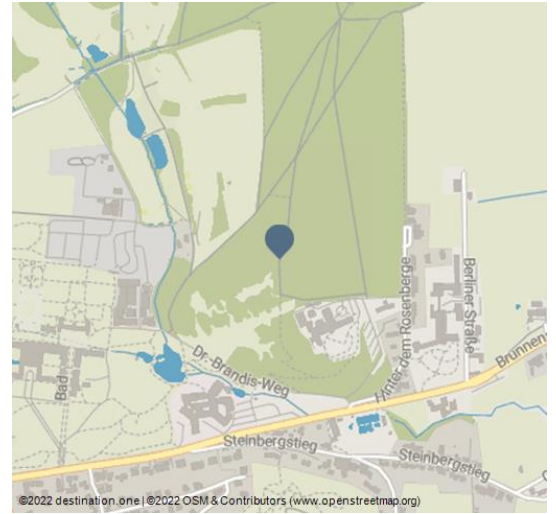 Hinter dem Rosenberge
Berliner Straße
Brunnen
Dr.-Brandis-Weg
Bad
Steinbergstieg
Steinbergstieg
©2022 destination.one | ©2022 OSM & Contributors (www.openstreetmap.org)